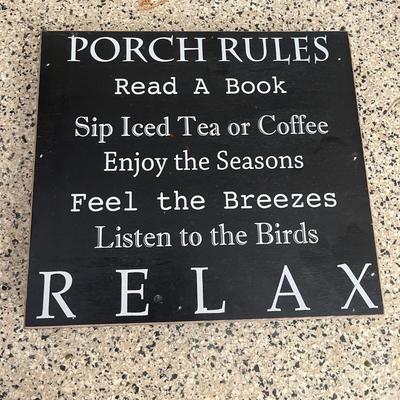 PORCH RULES
Read A Book
Sip Iced Tea or Coffee
Enjoy the Seasons
Feel the Breezes
Listen to the Birds
RELAX